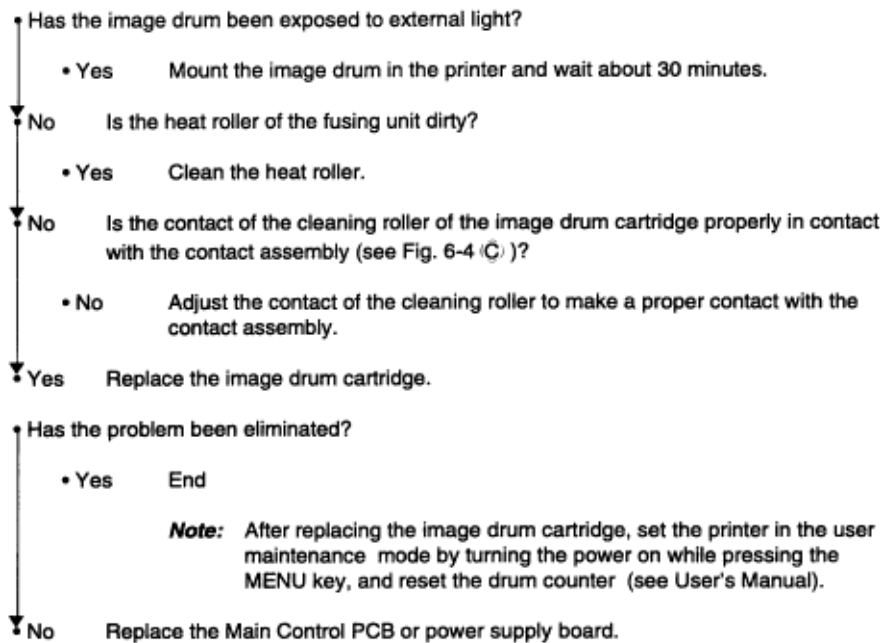 • Has the image drum been exposed to external light?
• Yes Mount the image drum in the printer and wait about 30 minutes.
• No Is the heat roller of the fusing unit dirty?
• Yes Clean the heat roller.
• No Is the contact of the cleaning roller of the image drum cartridge properly in contact
with the contact assembly (see Fig. 6-4 Ⓒ )?
• No Adjust the contact of the cleaning roller to make a proper contact with the
contact assembly.
• Yes Replace the image drum cartridge.
• Has the problem been eliminated?
• Yes End
Note: After replacing the image drum cartridge, set the printer in the user
maintenance mode by turning the power on while pressing the
MENU key, and reset the drum counter (see User's Manual).
• No Replace the Main Control PCB or power supply board.